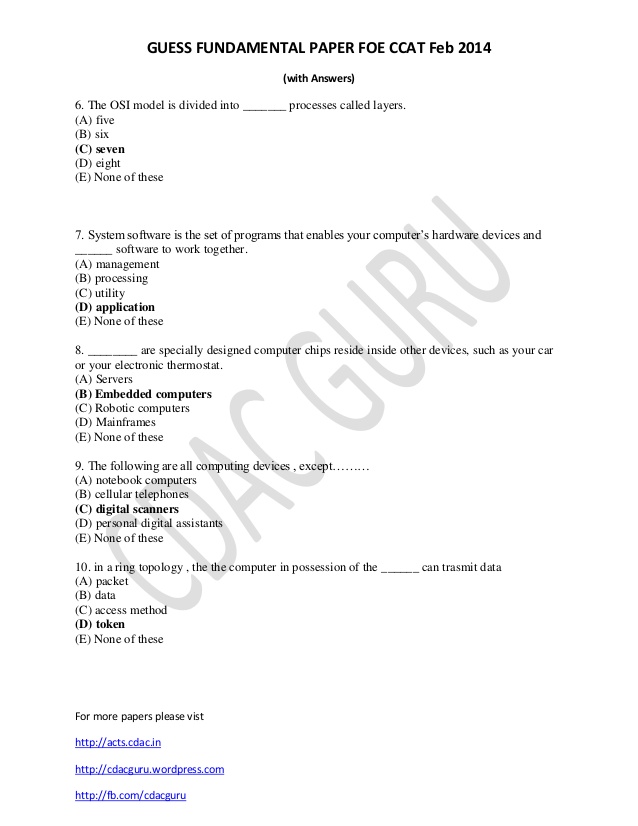 GUESS FUNDAMENTAL PAPER FOE CCAT Feb 2014
(with Answers)
6. The OSI model is divided into _______ processes called layers.
(A) five
(B) six
(C) seven
(D) eight
(E) None of these
7. System software is the set of programs that enables your computer’s hardware devices and
______ software to work together.
(A) management
(B) processing
(C) utility
(D) application
(E) None of these
8. ________ are specially designed computer chips reside inside other devices, such as your car
or your electronic thermostat.
(A) Servers
(B) Embedded computers
(C) Robotic computers
(D) Mainframes
(E) None of these
9. The following are all computing devices , except………
(A) notebook computers
(B) cellular telephones
(C) digital scanners
(D) personal digital assistants
(E) None of these
10. in a ring topology , the the computer in possession of the ______ can trasmit data
(A) packet
(B) data
(C) access method
(D) token
(E) None of these
For more papers please vist
http://acts.cdac.in
http://cdacguru.wordpress.com
http://fb.com/cdacguru
CDAC GURU